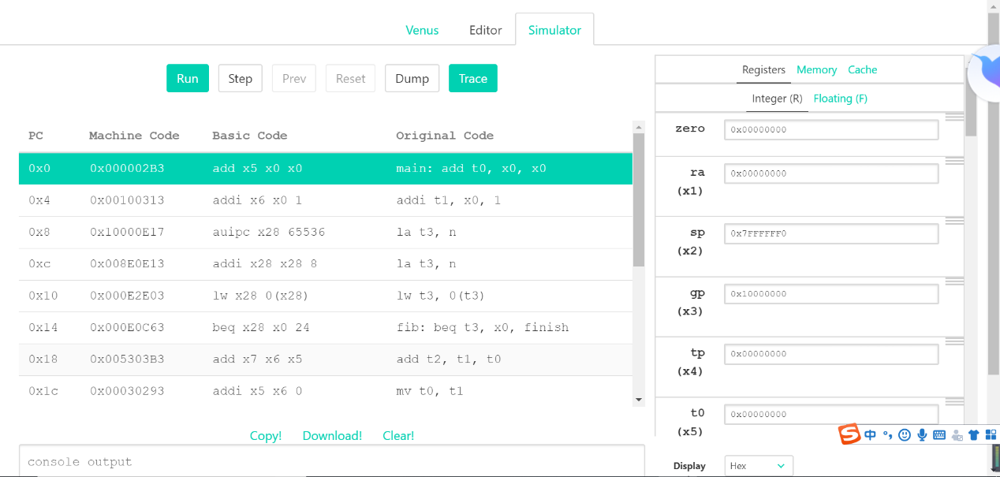 Venus Editor Simulator
Run Step Prev Reset Dump Trace
PC Machine Code Basic Code Original Code
0x0 0x000002B3 add x5 x0 x0 main: add t0, x0, x0
0x4 0x00100313 addi x6 x0 1 addi t1, x0, 1
0x8 0x10000E17 auipc x28 65536 la t3, n
0xc 0x008E0E13 addi x28 x28 8 la t3, n
0x10 0x000E2E03 lw x28 0(x28) lw t3, 0(t3)
0x14 0x000E0C63 beq x28 x0 24 fib: beq t3, x0, finish
0x18 0x005303B3 add x7 x6 x5 add t2, t1, t0
0x1c 0x00030293 addi x5 x6 0 mv t0, t1
Copy! Download! Clear!
console output
Registers Memory Cache
Integer (R) Floating (F)
zero 0x00000000
ra 0x00000000
(x1)
sp 0x7FFFFFF0
(x2)
gp 0x10000000
(x3)
tp 0x00000000
(x4)
t0 0x00000000
(x5)
S 中
Display Hex